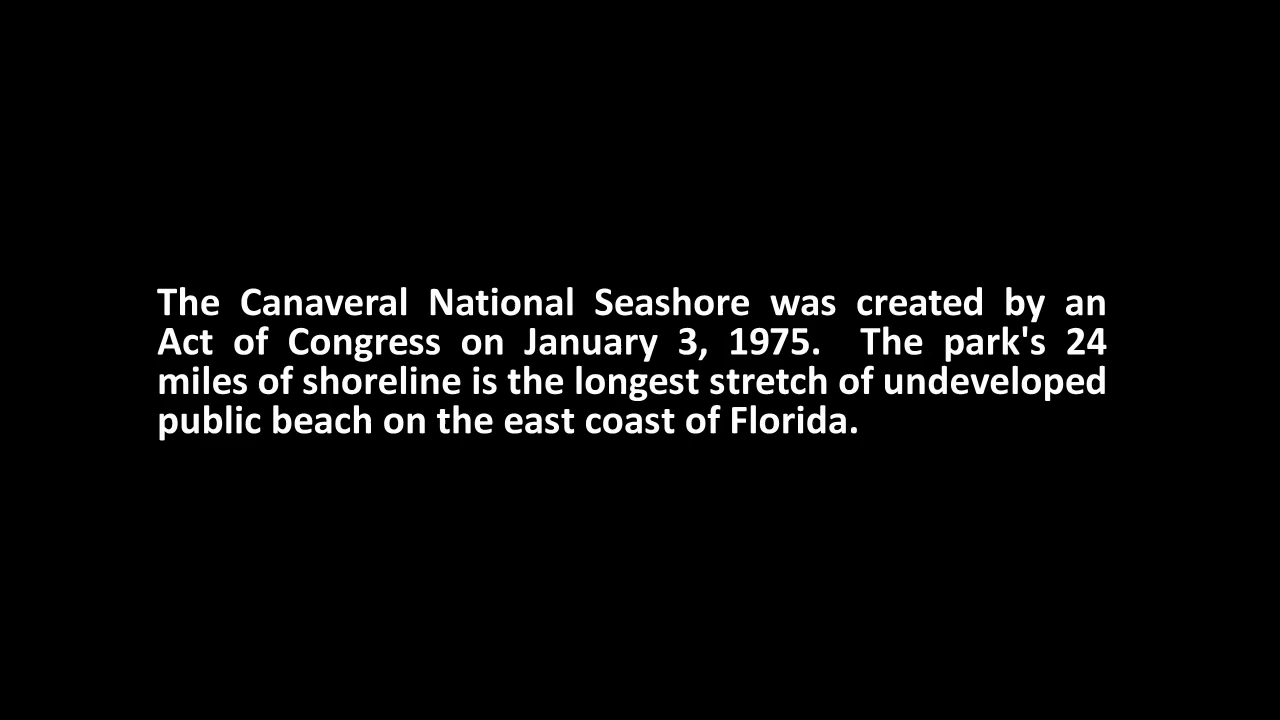 The Canaveral National Seashore was created by an
Act of Congress on January 3, 1975.  The park's 24
miles of shoreline is the longest stretch of undeveloped
public beach on the east coast of Florida.